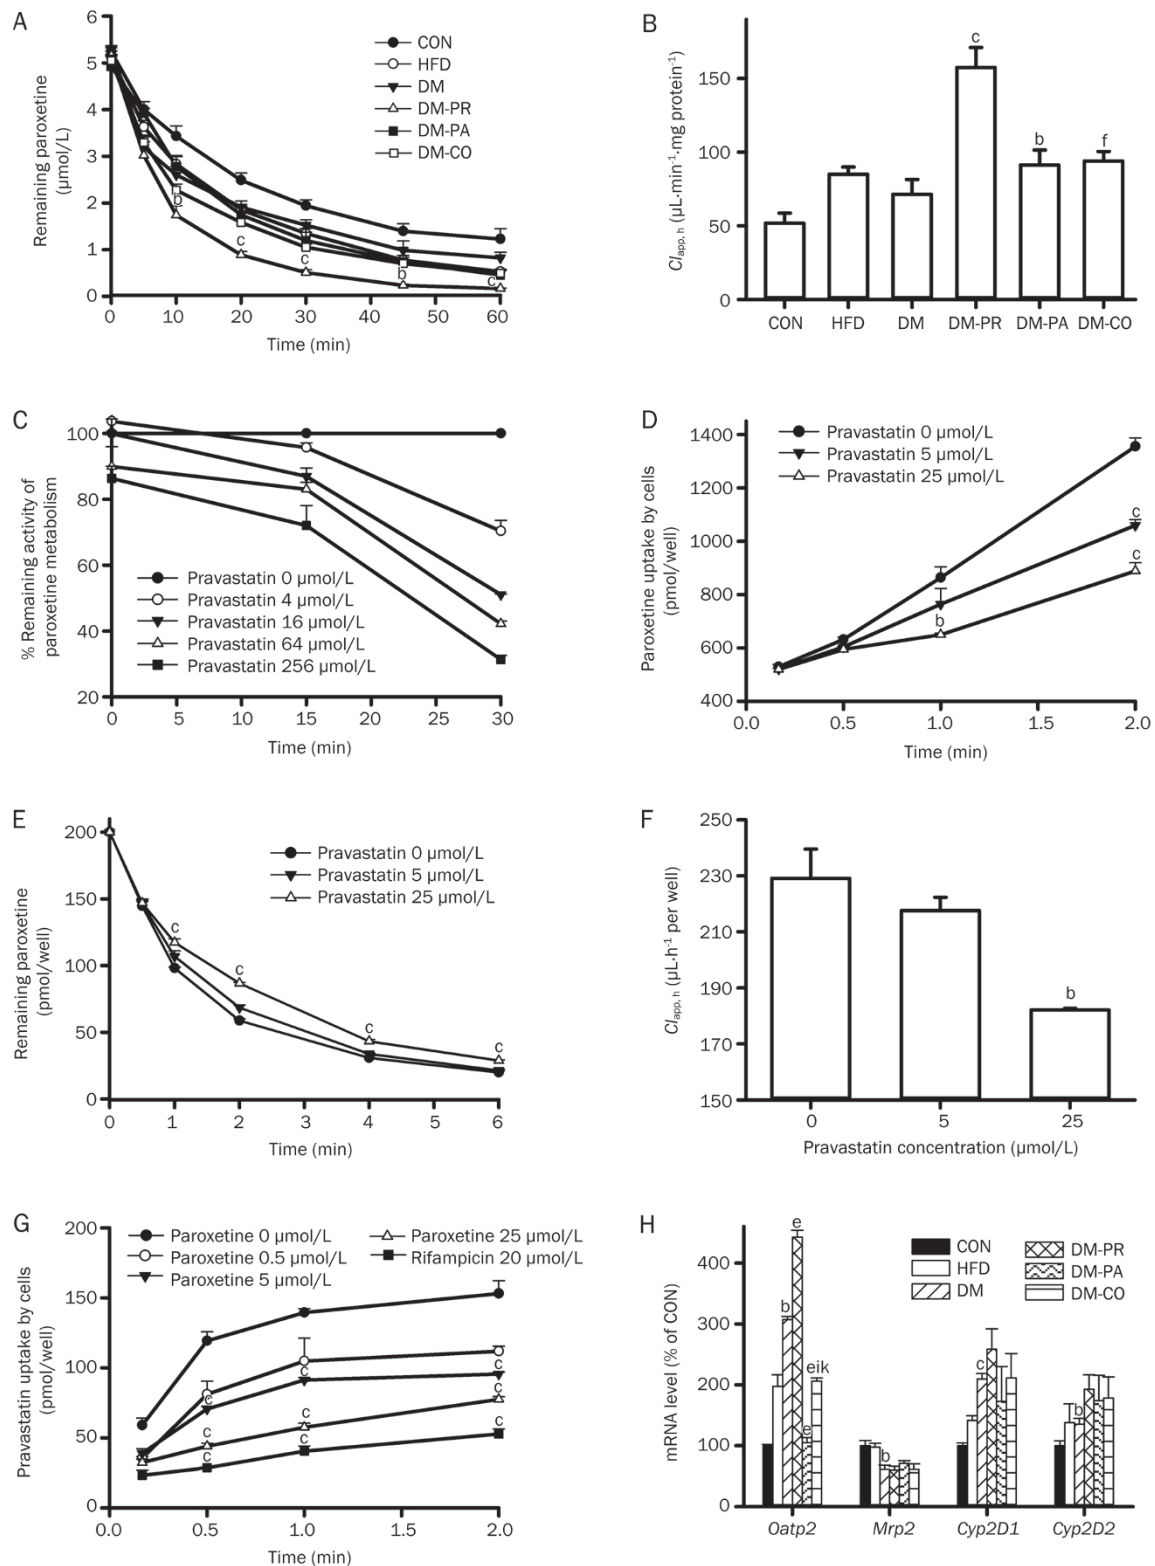 A
Remaining paroxetine
(µmol/L)
6
5
4
3
2
1
0
CON
HFD
DM
DM-PR
DM-PA
DM-CO
b
c
c
b
c
0 10 20 30 40 50 60
Time (min)
B
Cl app, h (µL·min⁻¹·mg protein⁻¹)
150
100
50
0
c
b
f
CON HFD DM DM-PR DM-PA DM-CO
C
% Remaining activity of
paroxetine metabolism
100
80
60
40
20
Pravastatin 0 µmol/L
Pravastatin 4 µmol/L
Pravastatin 16 µmol/L
Pravastatin 64 µmol/L
Pravastatin 256 µmol/L
0 5 10 15 20 25 30
Time (min)
D
Paroxetine uptake by cells
(pmol/well)
1400
1200
1000
800
600
400
Pravastatin 0 µmol/L
Pravastatin 5 µmol/L
Pravastatin 25 µmol/L
c
c
b
0.0 0.5 1.0 1.5 2.0
Time (min)
E
Remaining paroxetine
(pmol/well)
200
150
100
50
0
Pravastatin 0 µmol/L
Pravastatin 5 µmol/L
Pravastatin 25 µmol/L
c
c
c
c
0 1 2 3 4 5 6
Time (min)
F
Cl app, h (µL·h⁻¹ per well)
250
230
210
190
170
150
b
0 5 25
Pravastatin concentration (µmol/L)
G
Pravastatin uptake by cells
(pmol/well)
200
150
100
50
0
Paroxetine 0 µmol/L
Paroxetine 0.5 µmol/L
Paroxetine 5 µmol/L
Paroxetine 25 µmol/L
Rifampicin 20 µmol/L
c
c
c
c
c
c
c
c
c
0.0 0.5 1.0 1.5 2.0
Time (min)
H
mRNA level (% of CON)
400
300
200
100
0
CON
HFD
DM
DM-PR
DM-PA
DM-CO
b
e
e
eik
b
c
b
Oatp2 Mrp2 Cyp2D1 Cyp2D2